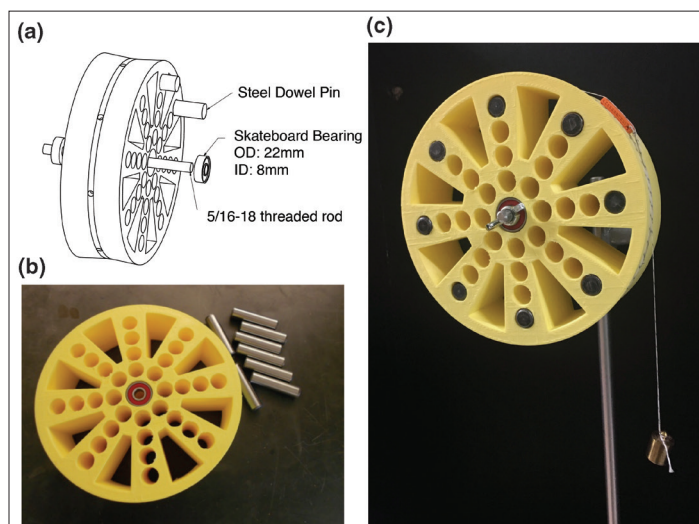 (a)
Steel Dowel Pin
Skateboard Bearing
OD: 22mm
ID: 8mm
5/16-18 threaded rod
(b)
(c)